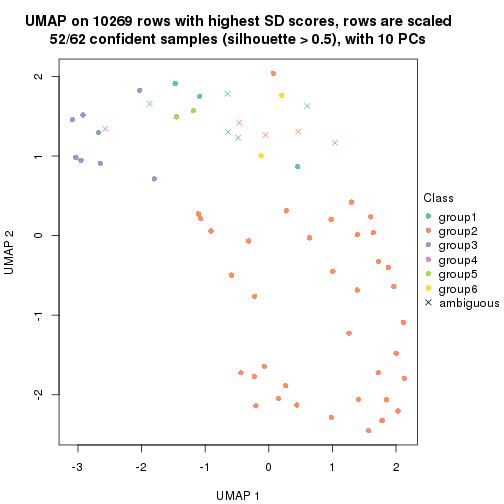 UMAP on 10269 rows with highest SD scores, rows are scaled
52/62 confident samples (silhouette > 0.5), with 10 PCs
2
1
0
-1
-2
UMAP 2
-3
-2
-1
0
1
2
UMAP 1
Class
group1
group2
group3
group4
group5
group6
ambiguous